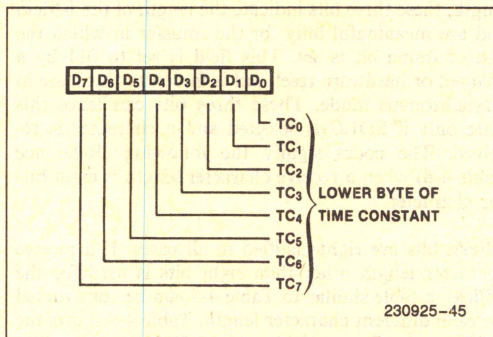 D7 D6 D5 D4 D3 D2 D1 D0
TC0
TC1
TC2
TC3
LOWER BYTE OF
TIME CONSTANT
TC4
TC5
TC6
TC7
230925–45